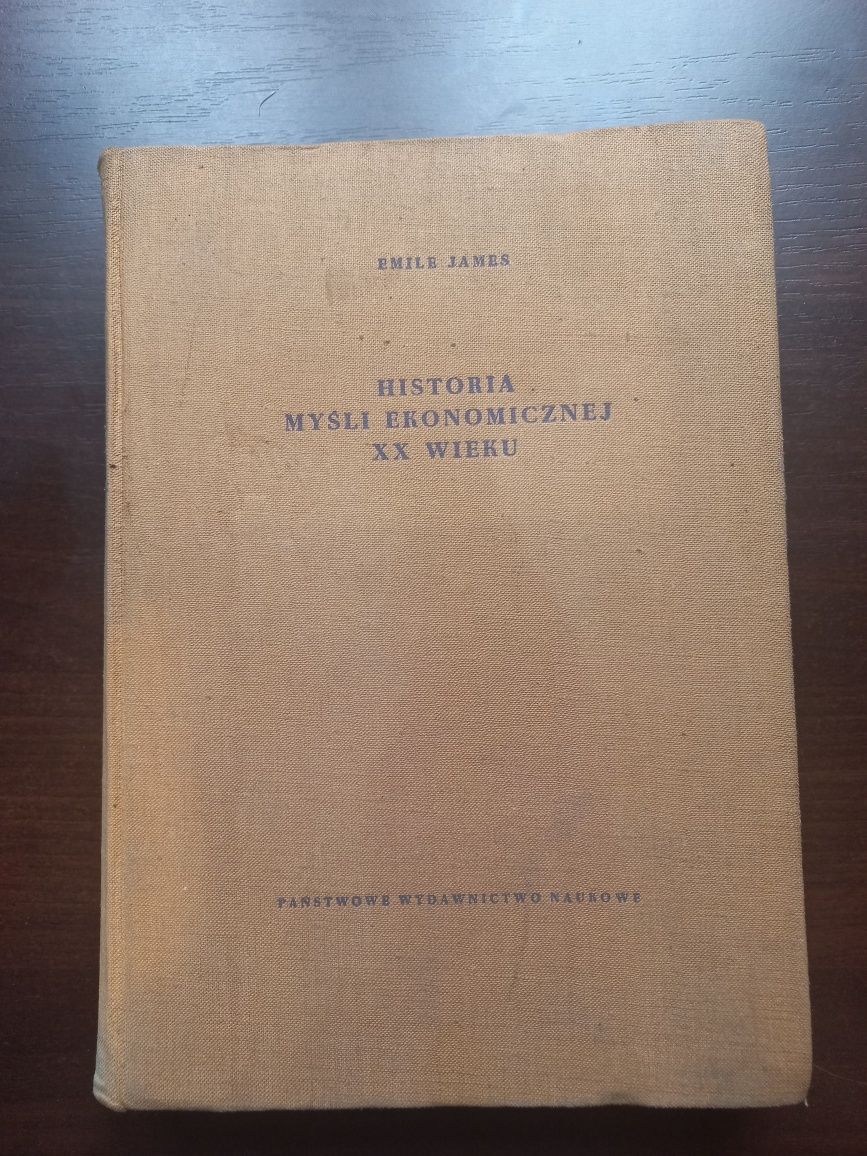 EMILE JAMES
HISTORIA
MYŚLI EKONOMICZNEJ
XX WIEKU
PAŃSTWOWE WYDAWNICTWO NAUKOWE